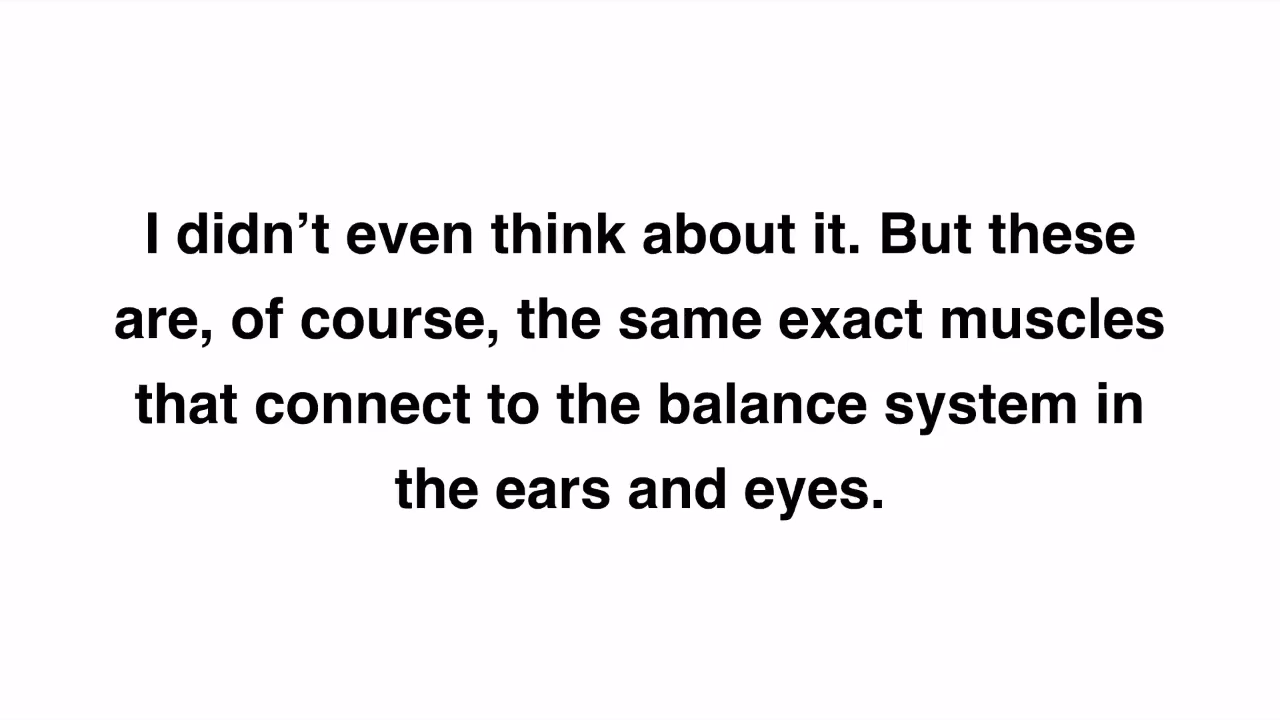 I didn’t even think about it. But these
are, of course, the same exact muscles
that connect to the balance system in
the ears and eyes.